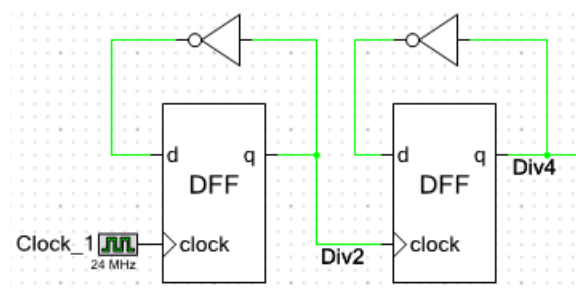 d q
DFF
clock
Clock_1
24 MHz
Div2
d q
DFF
clock
Div4